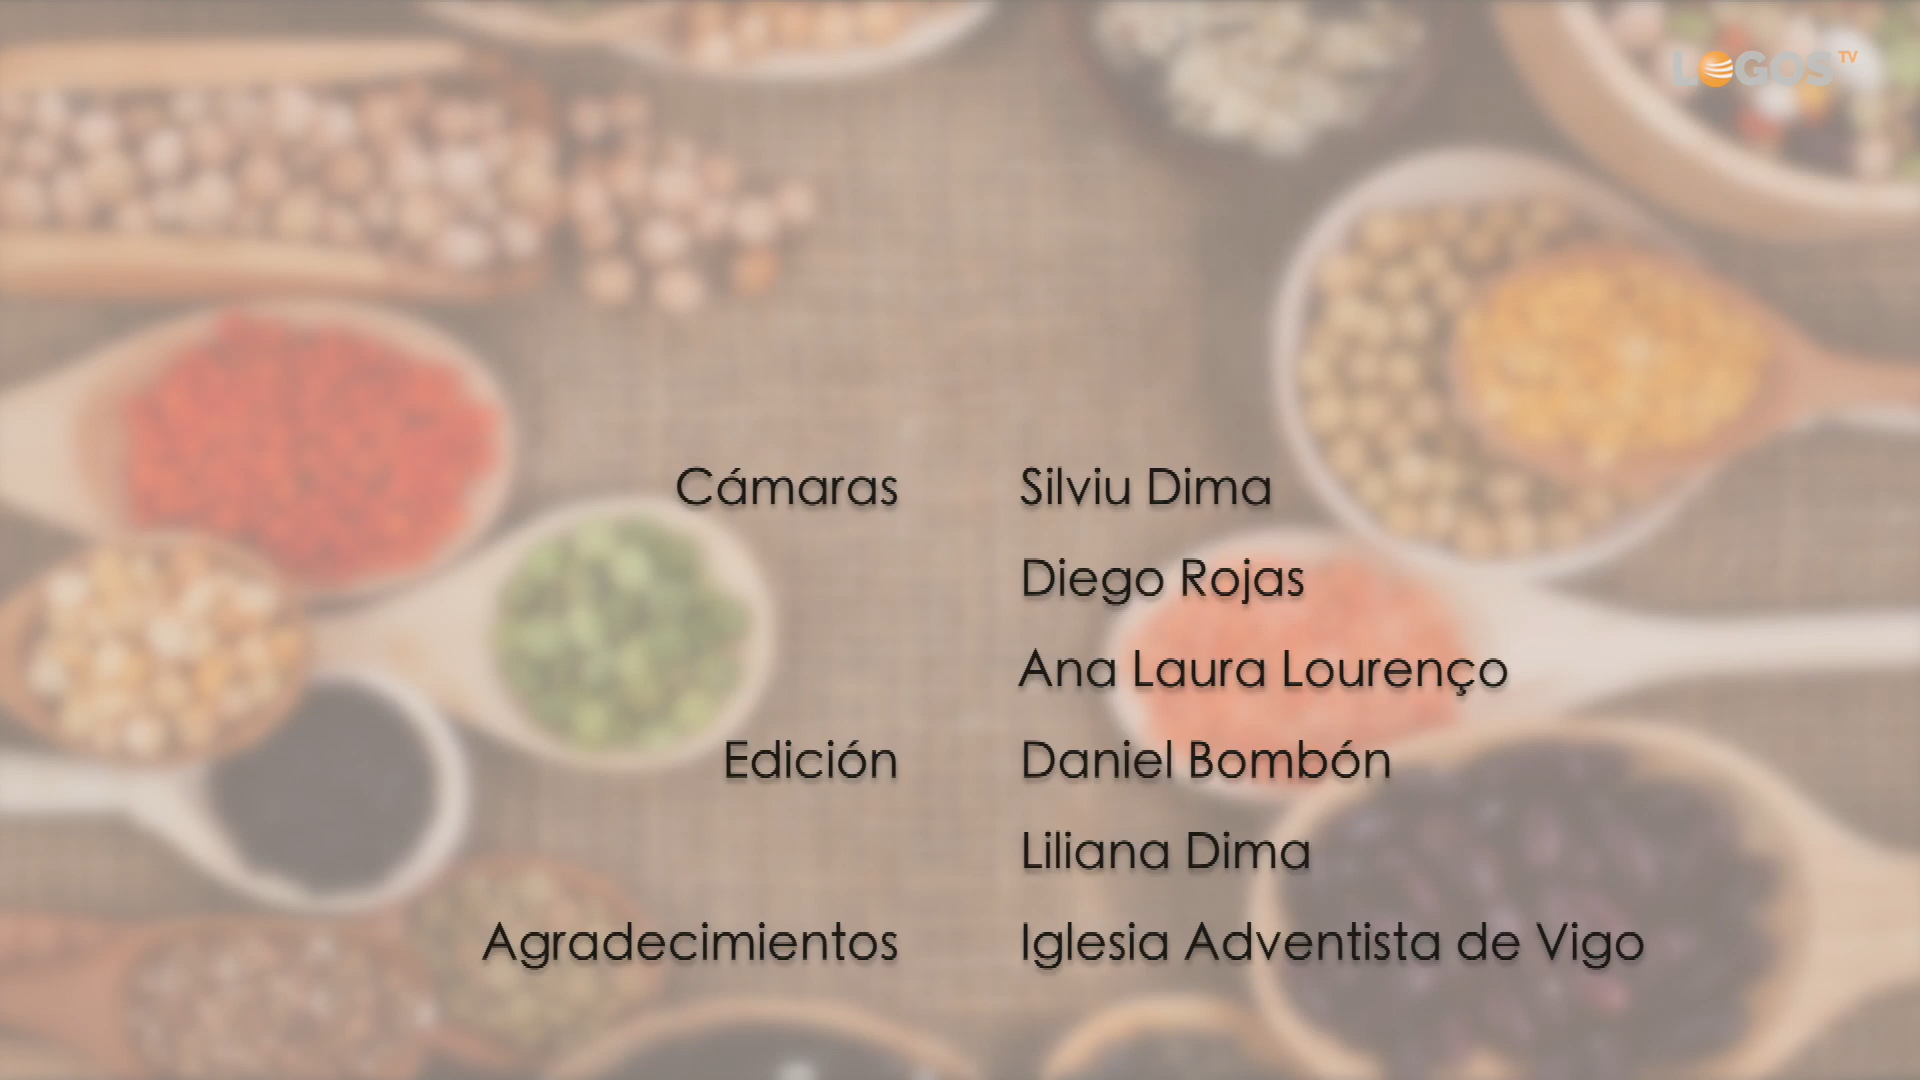 LOGOS TV
Cámaras Silviu Dima
Diego Rojas
Ana Laura Lourenço
Edición Daniel Bombón
Liliana Dima
Agradecimientos Iglesia Adventista de Vigo